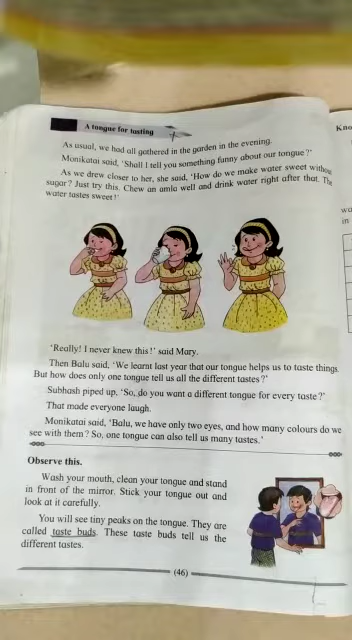 A tongue for tasting
As usual, we had all gathered in the garden in the evening.
Monikatai said, 'Shall I tell you something funny about our tongue?'
As we drew closer to her, she said, 'How do we make water sweet without
sugar? Just try this. Chew an amla well and drink water right after that. The
water tastes sweet!'
'Really! I never knew this!' said Mary.
Then Balu said, 'We learnt last year that our tongue helps us to taste things.
But how does only one tongue tell us all the different tastes?'
Subhash piped up, 'So, do you want a different tongue for every taste?'
That made everyone laugh.
Monikatai said, 'Balu, we have only two eyes, and how many colours do we
see with them? So, one tongue can also tell us many tastes.'
Observe this.
Wash your mouth, clean your tongue and stand
in front of the mirror. Stick your tongue out and
look at it carefully.
You will see tiny peaks on the tongue. They are
called taste buds. These taste buds tell us the
different tastes.
(46)
Kno
in